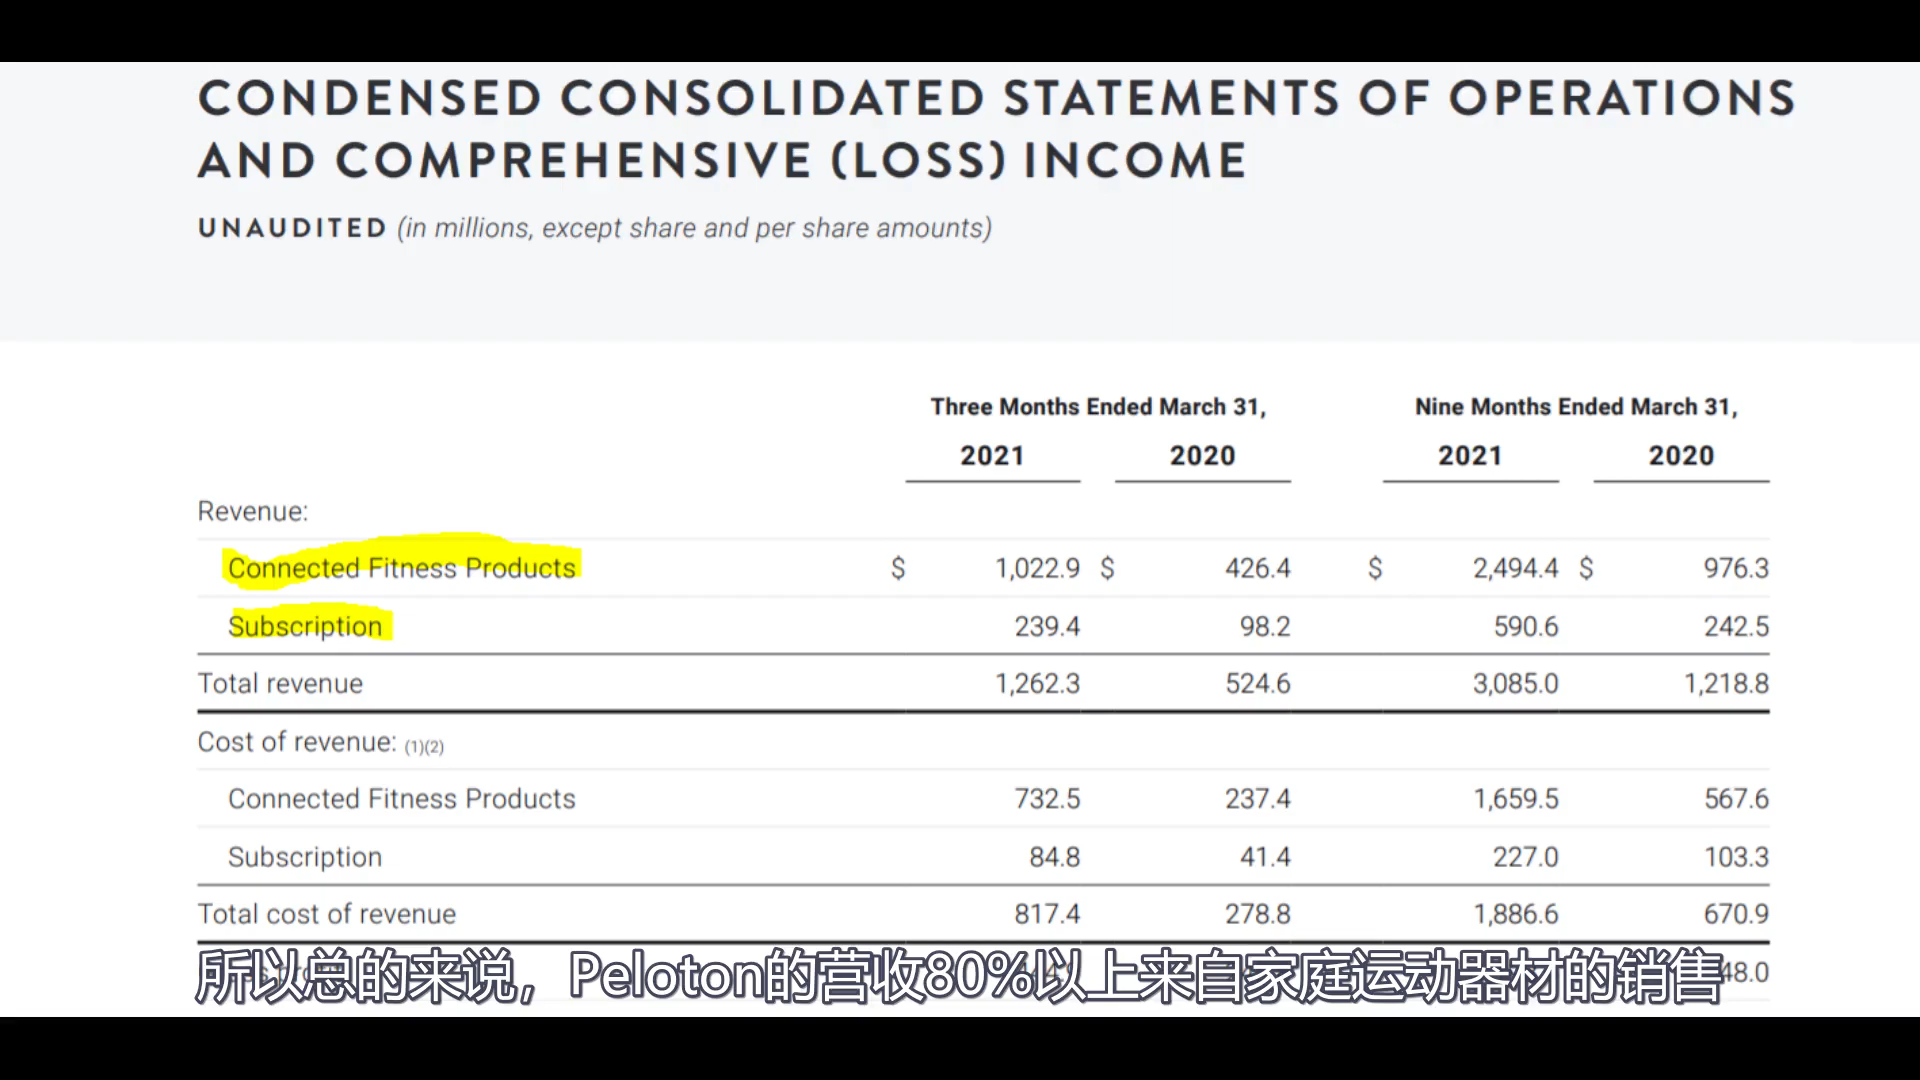 CONDENSED CONSOLIDATED STATEMENTS OF OPERATIONS
AND COMPREHENSIVE (LOSS) INCOME
UNAUDITED (in millions, except share and per share amounts)
Three Months Ended March 31, Nine Months Ended March 31,
2021 2020 2021 2020
Revenue:
Connected Fitness Products $ 1,022.9 $ 426.4 $ 2,494.4 $ 976.3
Subscription 239.4 98.2 590.6 242.5
Total revenue 1,262.3 524.6 3,085.0 1,218.8
Cost of revenue: (1)(2)
Connected Fitness Products 732.5 237.4 1,659.5 567.6
Subscription 84.8 41.4 227.0 103.3
Total cost of revenue 817.4 278.8 1,886.6 670.9
所以总的来说，Peloton的营收80%以上来自家庭运动器材的销售
48.0